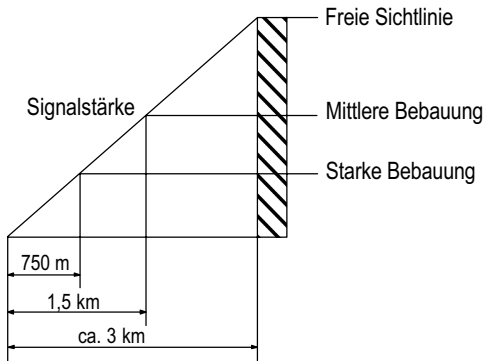 Freie Sichtlinie
Signalstärke
Mittlere Bebauung
Starke Bebauung
750 m
1,5 km
ca. 3 km